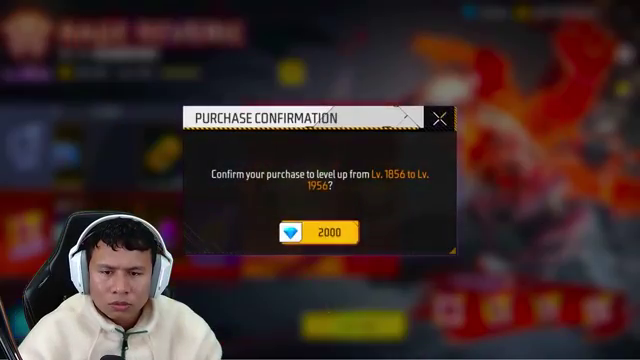 PURCHASE CONFIRMATION
Confirm your purchase to level up from Lv. 1856 to Lv.
1956?
2000